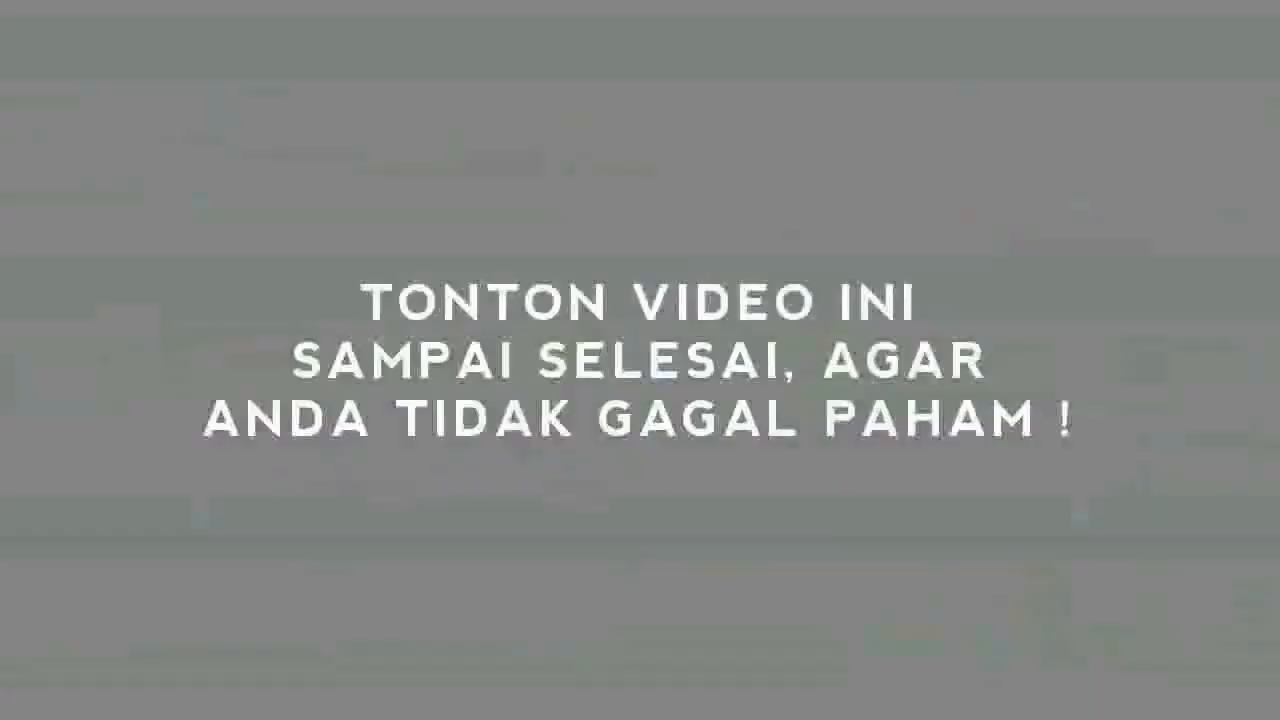 TONTON VIDEO INI
SAMPAI SELESAI, AGAR
ANDA TIDAK GAGAL PAHAM !